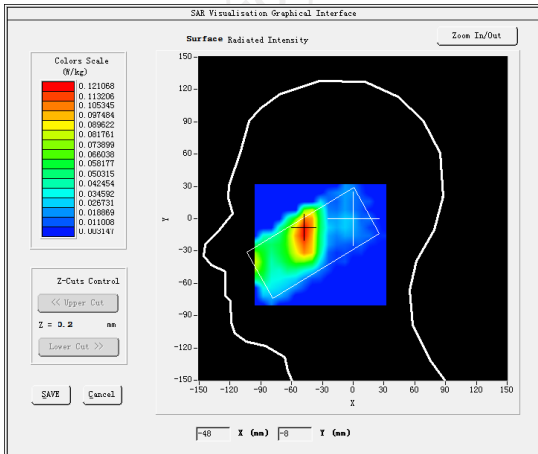 SAR Visualisation Graphical Interface
Surface Radiated Intensity
Zoom In/Out
Colors Scale
(W/kg)
0.121068
0.113206
0.105345
0.097484
0.089622
0.081761
0.073899
0.066038
0.058177
0.050315
0.042454
0.034592
0.026731
0.018869
0.011008
0.003147
150
120
90
60
30
0
-30
-60
-90
-120
-150
Y
-150 -120 -90 -60 -30 0 30 60 90 120 150
X
Z-Cuts Control
<< Upper Cut
Z = 0.2 mm
Lower Cut >>
SAVE Cancel
-48 X (mm) -8 Y (mm)